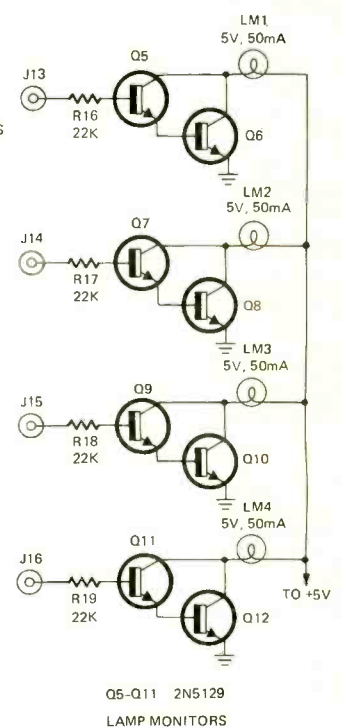 LM1
5V, 50mA
Q5
J13
R16
22K
Q6
S
LM2
5V, 50mA
Q7
J14
R17
22K
Q8
LM3
5V, 50mA
Q9
J15
R18
22K
Q10
LM4
5V, 50mA
Q11
J16
R19
22K
Q12
TO +5V
Q5-Q11 2N5129
LAMP MONITORS